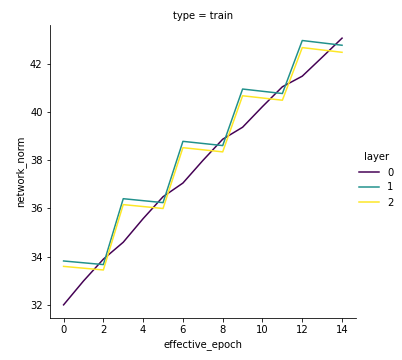 type = train
network_norm
42
40
38
36
34
32
0 2 4 6 8 10 12 14
effective_epoch
layer
0
1
2